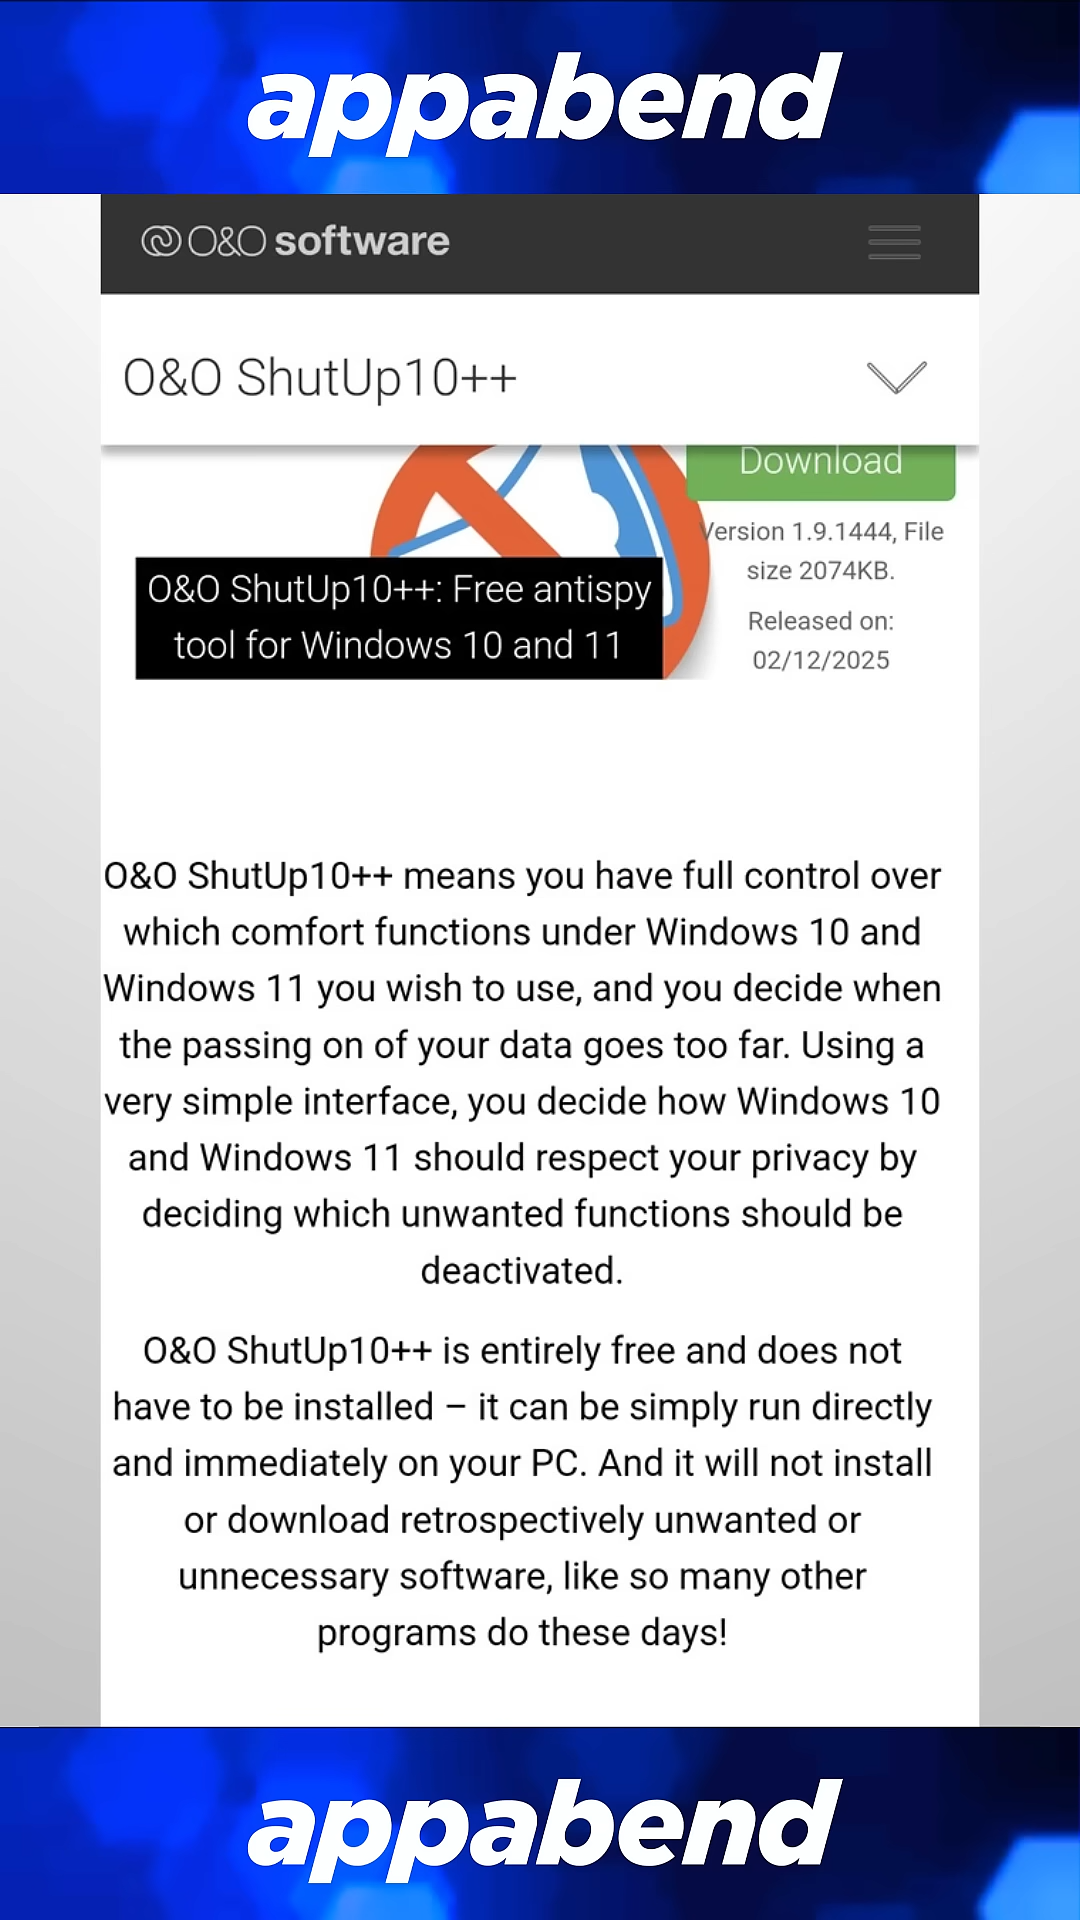 appabend
O&O software
O&O ShutUp10++
Download
Version 1.9.1444, File
size 2074KB.
Released on:
02/12/2025
O&O ShutUp10++: Free antispy
tool for Windows 10 and 11
O&O ShutUp10++ means you have full control over
which comfort functions under Windows 10 and
Windows 11 you wish to use, and you decide when
the passing on of your data goes too far. Using a
very simple interface, you decide how Windows 10
and Windows 11 should respect your privacy by
deciding which unwanted functions should be
deactivated.
O&O ShutUp10++ is entirely free and does not
have to be installed – it can be simply run directly
and immediately on your PC. And it will not install
or download retrospectively unwanted or
unnecessary software, like so many other
programs do these days!
appabend